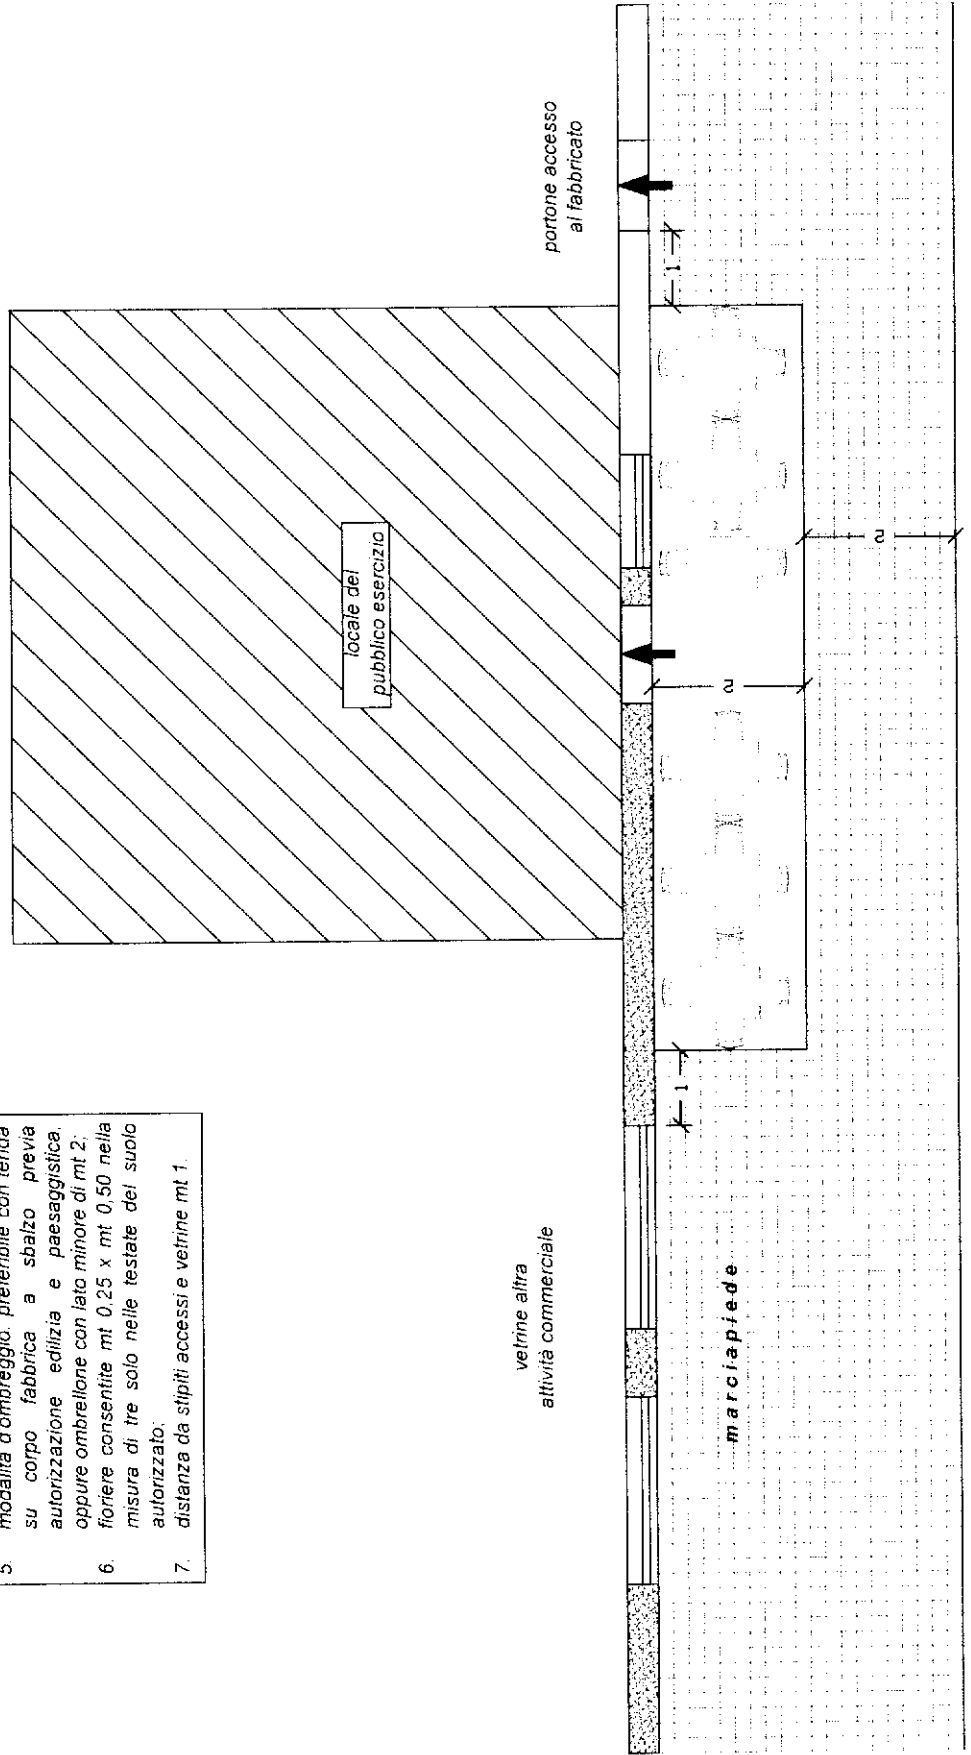 5. modalità d'ombreggio: preferibile con tenda
su corpo fabbrica a sbalzo previa
autorizzazione edilizia e paesaggistica,
oppure ombrellone con lato minore di mt 2;
6. fioriere consentite mt 0,25 x mt 0,50 nella
misura di tre solo nelle testate del suolo
autorizzato;
7. distanza da stipiti accessi e vetrine mt 1.
locale del
pubblico esercizio
portone accesso
al fabbricato
vetrine altra
attività commerciale
marciapiede
1
1
2
2